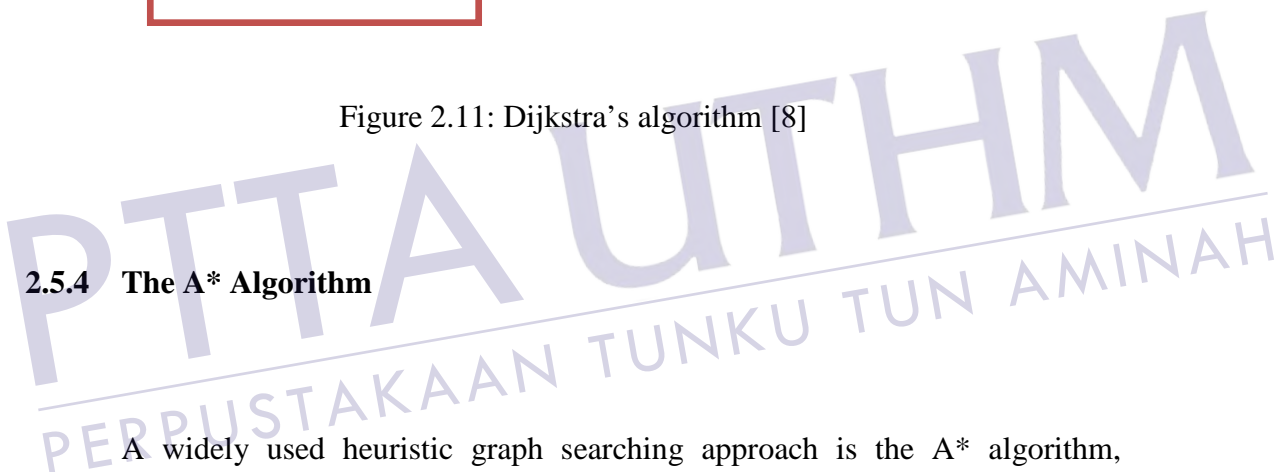 Figure 2.11: Dijkstra’s algorithm [8]
PTTA UTHM
2.5.4 The A* Algorithm
PERPUSTAKAAN TUNKU TUN AMINAH
A widely used heuristic graph searching approach is the A* algorithm,